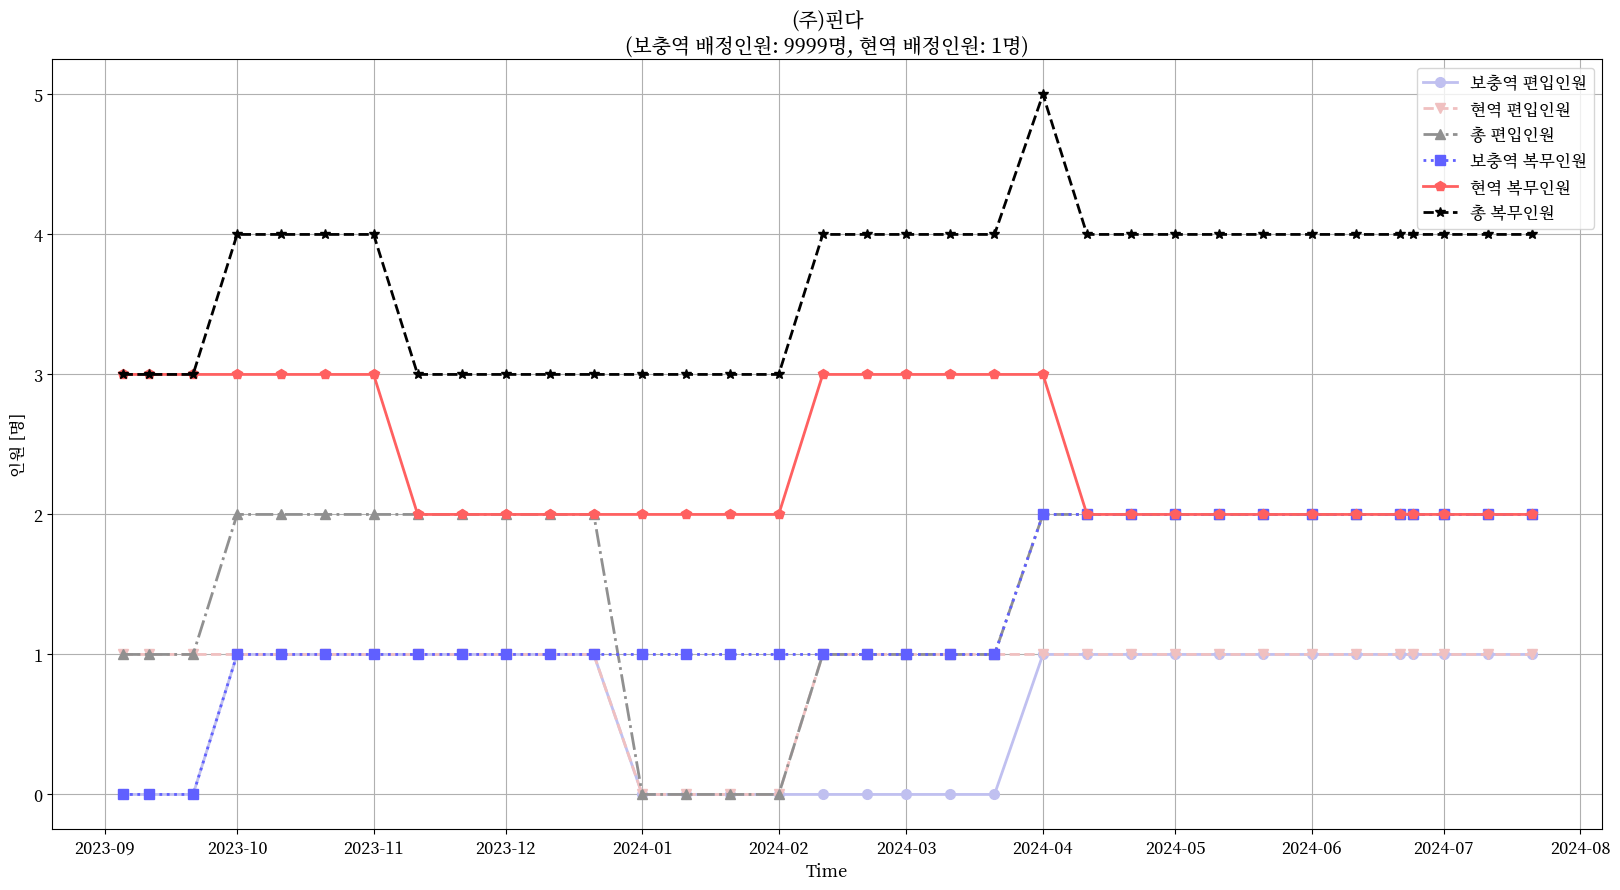 (주)핀다
(보충역 배정인원: 9999명, 현역 배정인원: 1명)
보충역 편입인원
현역 편입인원
총 편입인원
보충역 복무인원
현역 복무인원
총 복무인원
인원 [명]
5
4
3
2
1
0
2023-09
2023-10
2023-11
2023-12
2024-01
2024-02
2024-03
2024-04
2024-05
2024-06
2024-07
2024-08
Time